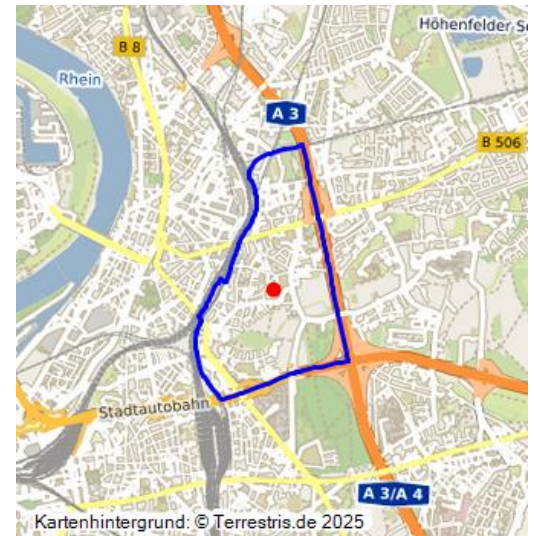 Höhenfelder Se
B 8
Rhein
A 3
B 506
Stadtautobahn
A 3/A 4
Kartenhintergrund: © Terrestris.de 2025